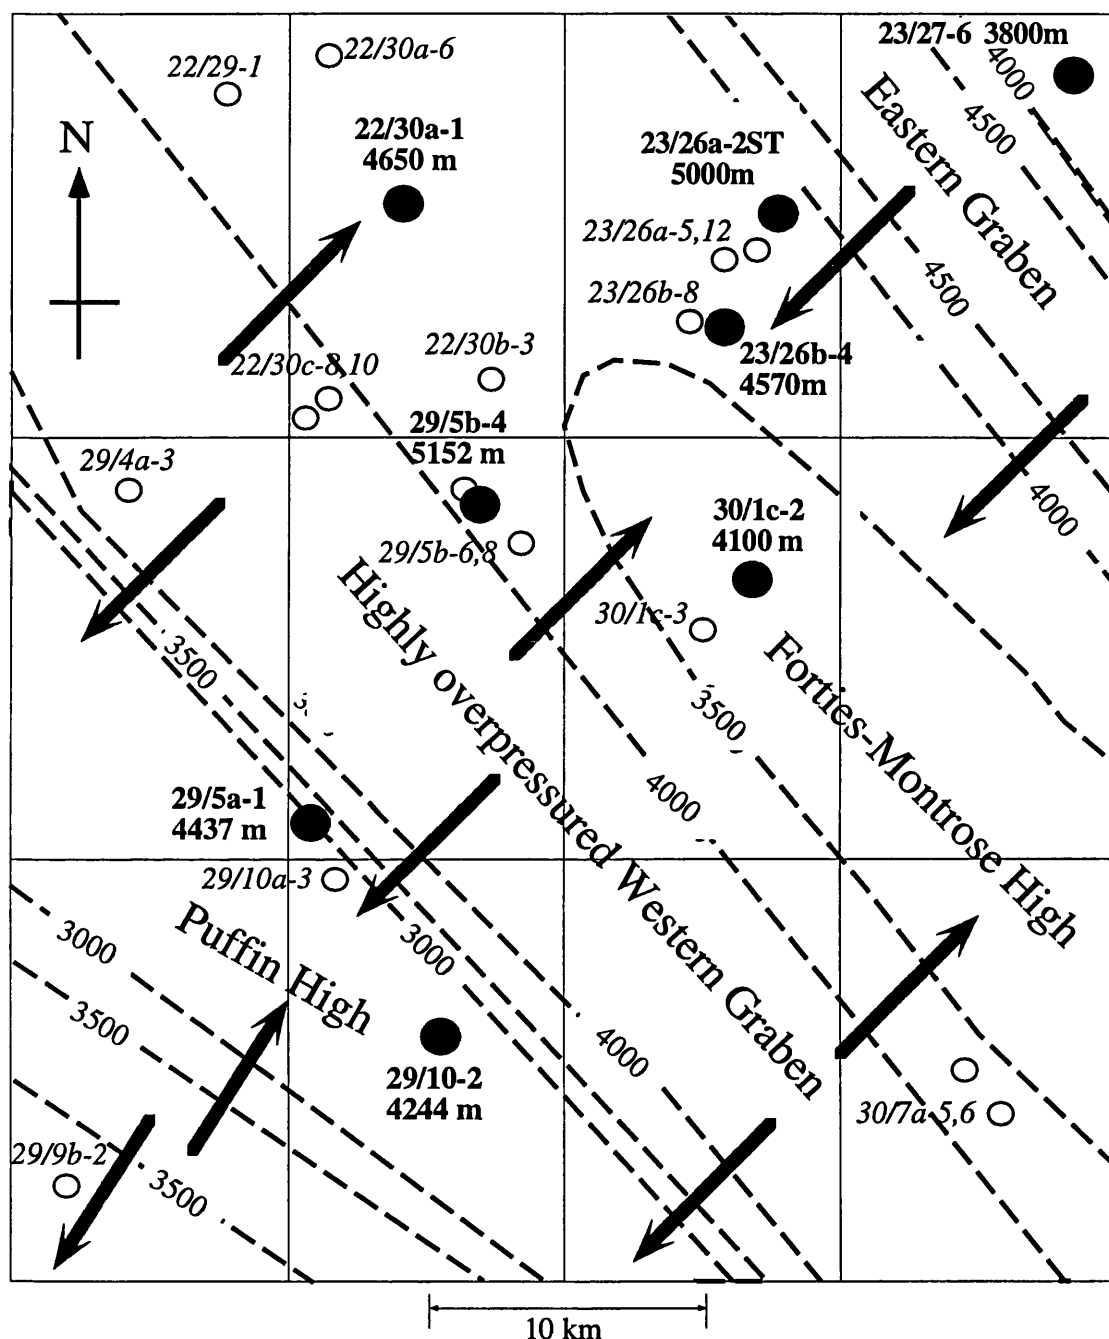 23/27-6 3800m
22/30a-6
22/29-1
4000
4500
Eastern Graben
N
22/30a-1
4650 m
23/26a-2ST
5000m
23/26a-5,12
4500
23/26b-8
22/30b-3
23/26b-4
4570m
22/30c-8,10
29/5b-4
5152 m
29/4a-3
4000
30/1c-2
4100 m
29/5b-6,8
30/1c-3
3500
Highly overpressured Western Graben
Forties-Montrose High
3500
4000
29/5a-1
4437 m
29/10a-3
Puffin High
3000
3000
3500
4000
29/10-2
4244 m
30/7a-5,6
29/9b-2
3500
10 km